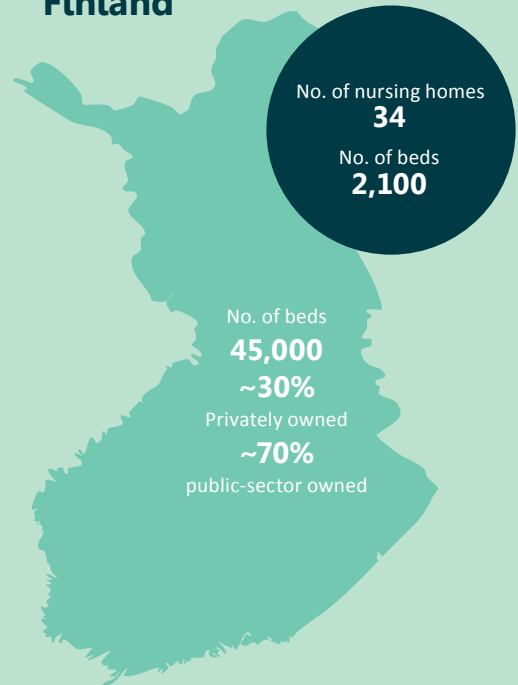 Finland
No. of nursing homes
34
No. of beds
2,100
No. of beds
45,000
~30%
Privately owned
~70%
public-sector owned